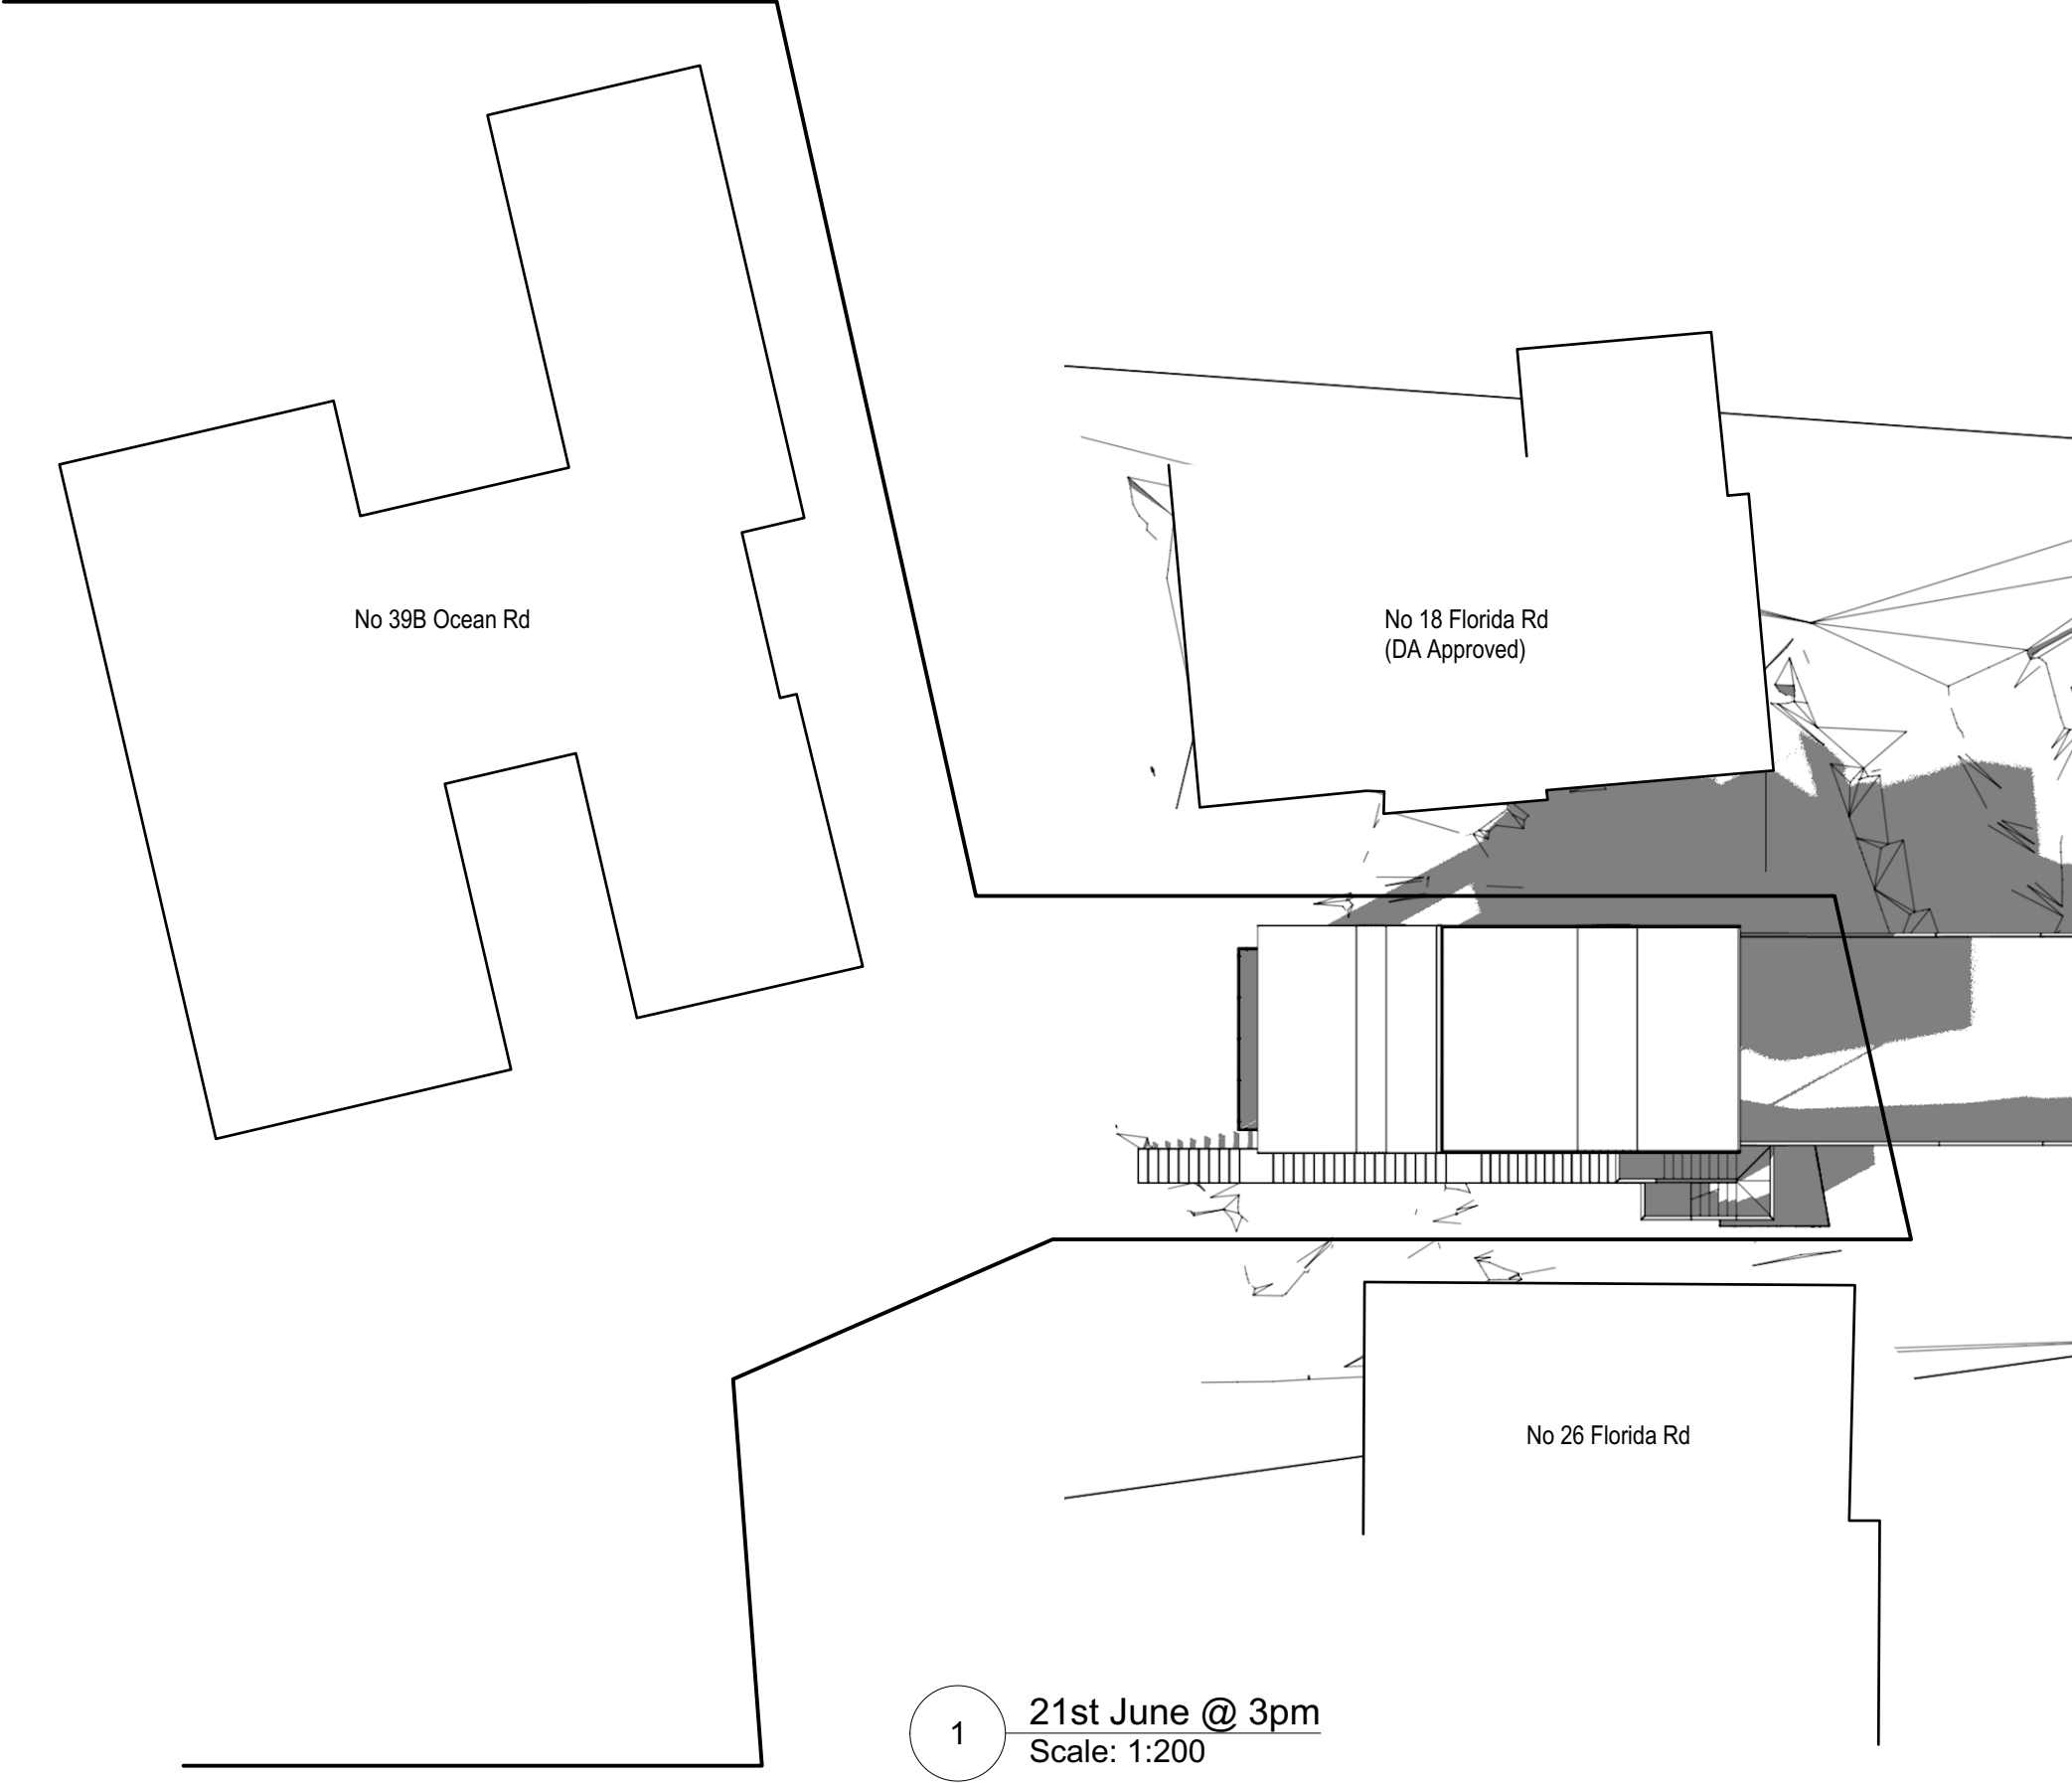 No 39B Ocean Rd
No 18 Florida Rd
(DA Approved)
No 26 Florida Rd
1
21st June @ 3pm
Scale: 1:200